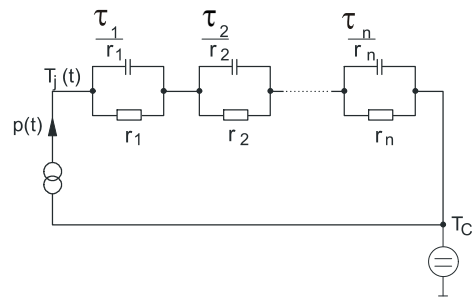 τ1/r1 τ2/r2 τn/rn
Tj (t)
r1 r2 rn
p(t)
TC